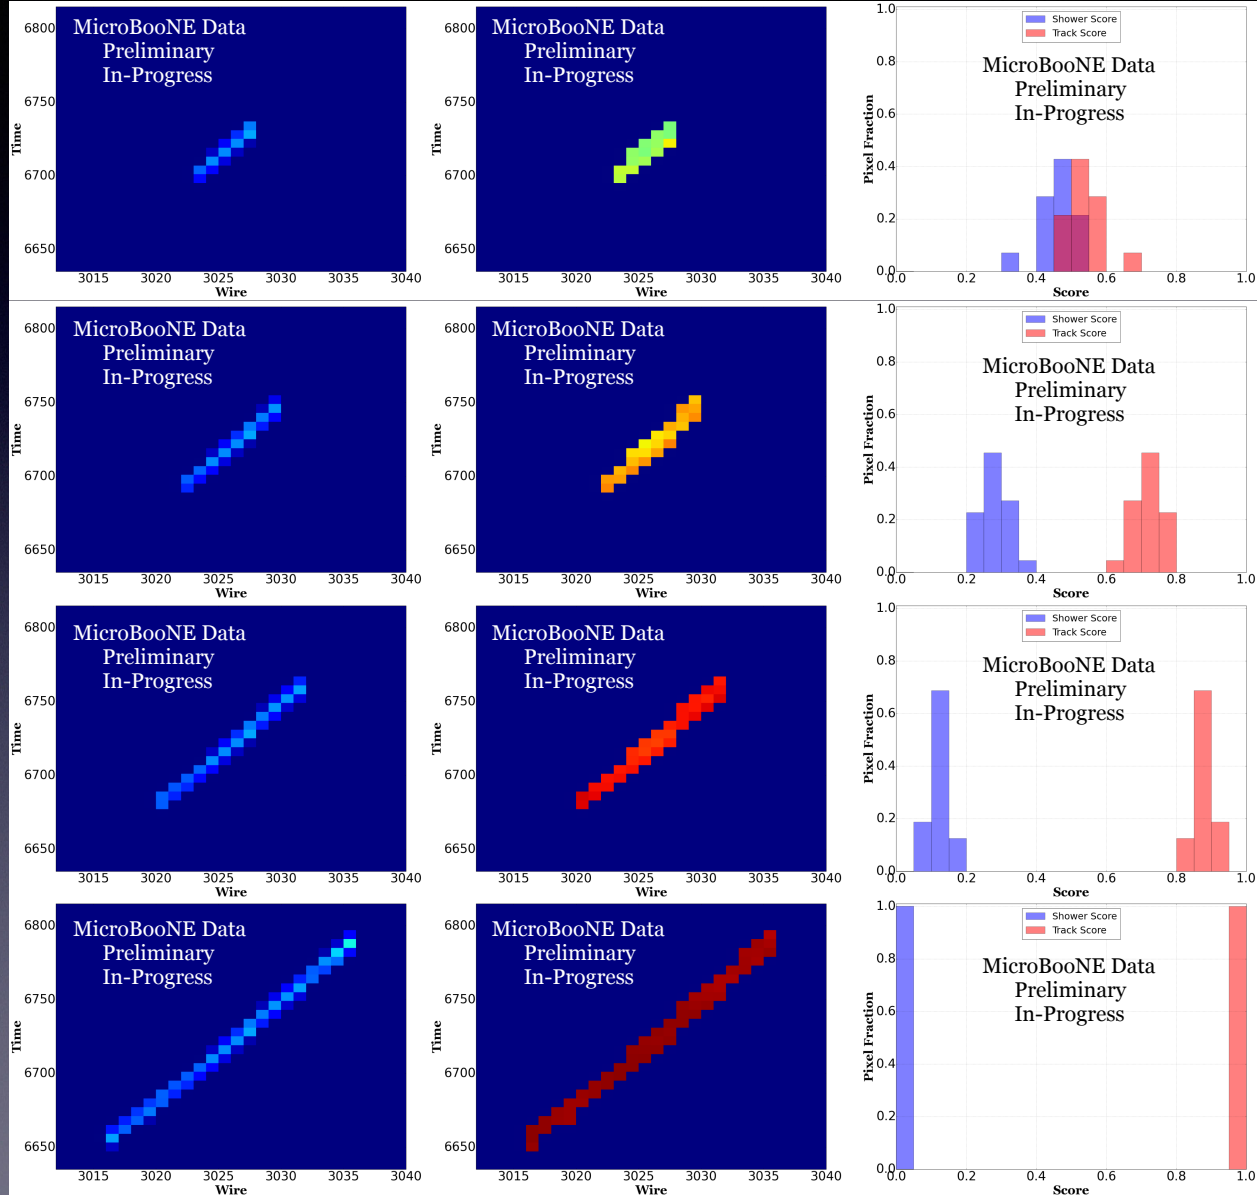 MicroBooNE Data
Preliminary
In-Progress
6800
6750
6700
6650
Time
3015 3020 3025 3030 3035 3040
Wire
MicroBooNE Data
Preliminary
In-Progress
6800
6750
6700
6650
Time
3015 3020 3025 3030 3035 3040
Wire
Shower Score
Track Score
MicroBooNE Data
Preliminary
In-Progress
1.0
0.8
0.6
0.4
0.2
0.0
Pixel Fraction
0.0 0.2 0.4 0.6 0.8 1.0
Score
MicroBooNE Data
Preliminary
In-Progress
6800
6750
6700
6650
Time
3015 3020 3025 3030 3035 3040
Wire
MicroBooNE Data
Preliminary
In-Progress
6800
6750
6700
6650
Time
3015 3020 3025 3030 3035 3040
Wire
Shower Score
Track Score
MicroBooNE Data
Preliminary
In-Progress
1.0
0.8
0.6
0.4
0.2
0.0
Pixel Fraction
0.0 0.2 0.4 0.6 0.8 1.0
Score
MicroBooNE Data
Preliminary
In-Progress
6800
6750
6700
6650
Time
3015 3020 3025 3030 3035 3040
Wire
MicroBooNE Data
Preliminary
In-Progress
6800
6750
6700
6650
Time
3015 3020 3025 3030 3035 3040
Wire
Shower Score
Track Score
MicroBooNE Data
Preliminary
In-Progress
1.0
0.8
0.6
0.4
0.2
0.0
Pixel Fraction
0.0 0.2 0.4 0.6 0.8 1.0
Score
MicroBooNE Data
Preliminary
In-Progress
6800
6750
6700
6650
Time
3015 3020 3025 3030 3035 3040
Wire
MicroBooNE Data
Preliminary
In-Progress
6800
6750
6700
6650
Time
3015 3020 3025 3030 3035 3040
Wire
Shower Score
Track Score
MicroBooNE Data
Preliminary
In-Progress
1.0
0.8
0.6
0.4
0.2
0.0
Pixel Fraction
0.0 0.2 0.4 0.6 0.8 1.0
Score